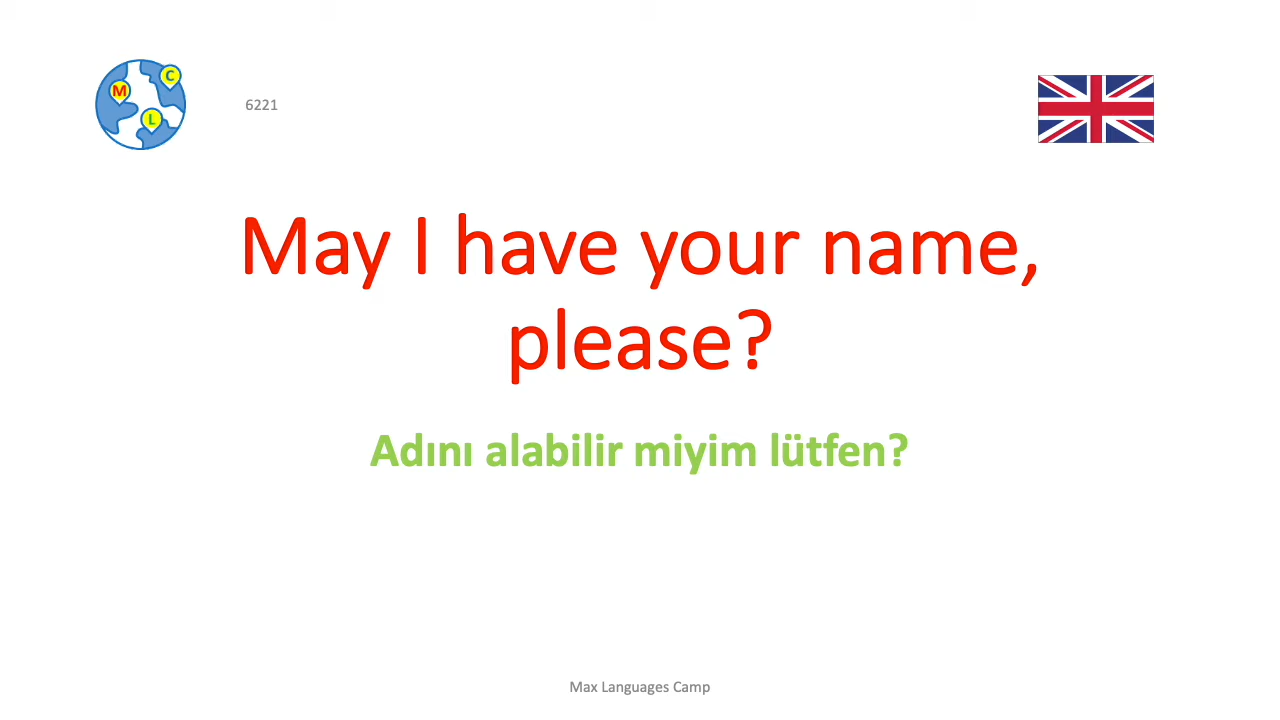 C
M
L
6221
May I have your name,
please?
Adını alabilir miyim lütfen?
Max Languages Camp